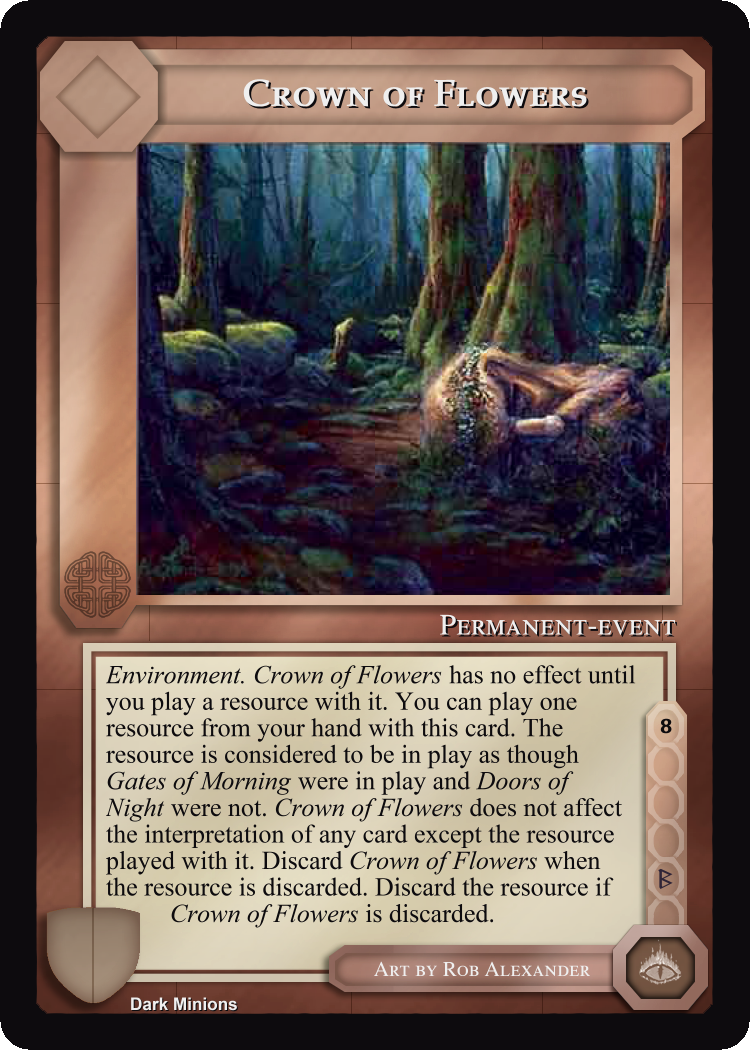 Crown of Flowers
Permanent-event
Environment. Crown of Flowers has no effect until
you play a resource with it. You can play one
resource from your hand with this card. The
resource is considered to be in play as though
Gates of Morning were in play and Doors of
Night were not. Crown of Flowers does not affect
the interpretation of any card except the resource
played with it. Discard Crown of Flowers when
the resource is discarded. Discard the resource if
Crown of Flowers is discarded.
8
ᛒ
Art by Rob Alexander
Dark Minions